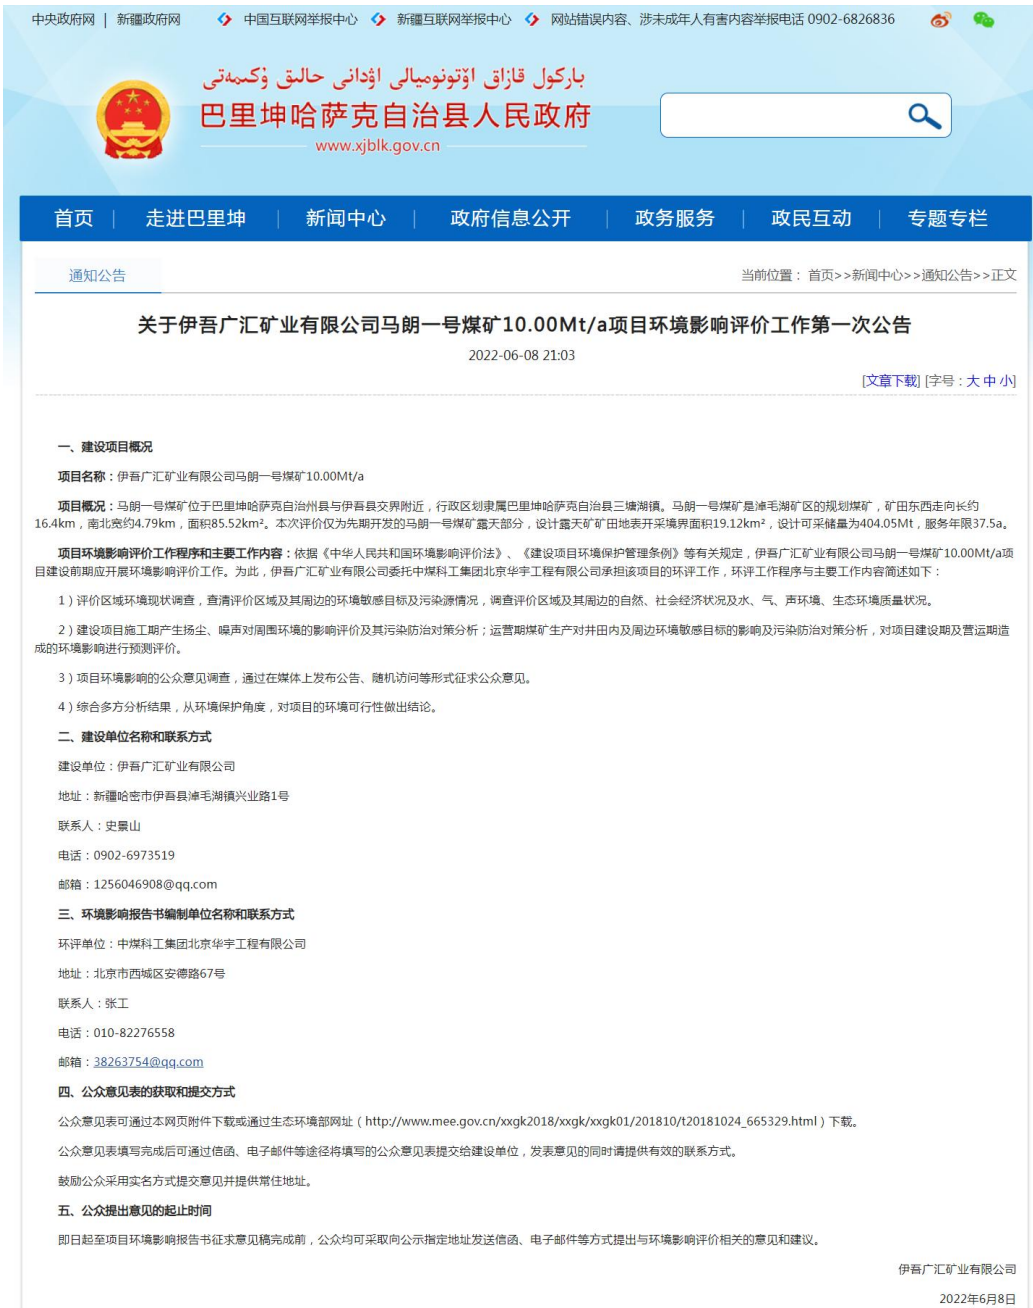 中央政府网 | 新疆政府网 中国互联网举报中心 新疆互联网举报中心 网站错误内容、涉未成年人有害内容举报电话 0902-6826836
باركول قازاق اۆتونوميالى اۋدانى حالىق ۇكىمەتى
巴里坤哈萨克自治县人民政府
www.xjblk.gov.cn
首页 | 走进巴里坤 | 新闻中心 | 政府信息公开 | 政务服务 | 政民互动 | 专题专栏
通知公告 当前位置： 首页>>新闻中心>>通知公告>>正文
关于伊吾广汇矿业有限公司马朗一号煤矿10.00Mt/a项目环境影响评价工作第一次公告
2022-06-08 21:03
[文章下载] [字号：大 中 小]
一、建设项目概况
项目名称：伊吾广汇矿业有限公司马朗一号煤矿10.00Mt/a
项目概况：马朗一号煤矿位于巴里坤哈萨克自治州县与伊吾县交界附近，行政区划隶属巴里坤哈萨克自治县三塘湖镇。马朗一号煤矿是淖毛湖矿区的规划煤矿，矿田东西走向长约
16.4km，南北宽约4.79km，面积85.52km²。本次评价仅为先期开发的马朗一号煤矿露天部分，设计露天矿矿田地表开采境界面积19.12km²，设计可采储量为404.05Mt，服务年限37.5a。
项目环境影响评价工作程序和主要工作内容：依据《中华人民共和国环境影响评价法》、《建设项目环境保护管理条例》等有关规定，伊吾广汇矿业有限公司马朗一号煤矿10.00Mt/a项
目建设前期应开展环境影响评价工作。为此，伊吾广汇矿业有限公司委托中煤科工集团北京华宇工程有限公司承担该项目的环评工作，环评工作程序与主要工作内容简述如下：
1）评价区域环境现状调查，查清评价区域及其周边的环境敏感目标及污染源情况，调查评价区域及其周边的自然、社会经济状况及水、气、声环境、生态环境质量状况。
2）建设项目施工期产生扬尘、噪声对周围环境的影响评价及其污染防治对策分析；运营期煤矿生产对井田内及周边环境敏感目标的影响及污染防治对策分析，对项目建设期及营运期造
成的环境影响进行预测评价。
3）项目环境影响的公众意见调查，通过在媒体上发布公告、随机访问等形式征求公众意见。
4）综合多方分析结果，从环境保护角度，对项目的环境可行性做出结论。
二、建设单位名称和联系方式
建设单位：伊吾广汇矿业有限公司
地址：新疆哈密市伊吾县淖毛湖镇兴业路1号
联系人：史景山
电话：0902-6973519
邮箱：1256046908@qq.com
三、环境影响报告书编制单位名称和联系方式
环评单位：中煤科工集团北京华宇工程有限公司
地址：北京市西城区安德路67号
联系人：张工
电话：010-82276558
邮箱：38263754@qq.com
四、公众意见表的获取和提交方式
公众意见表可通过本网页附件下载或通过生态环境部网址（http://www.mee.gov.cn/xxgk2018/xxgk/xxgk01/201810/t20181024_665329.html）下载。
公众意见表填写完成后可通过信函、电子邮件等途径将填写的公众意见表提交给建设单位，发表意见的同时请提供有效的联系方式。
鼓励公众采用实名方式提交意见并提供常住地址。
五、公众提出意见的起止时间
即日起至项目环境影响报告书征求意见稿完成前，公众均可采取向公示指定地址发送信函、电子邮件等方式提出与环境影响评价相关的意见和建议。
伊吾广汇矿业有限公司
2022年6月8日